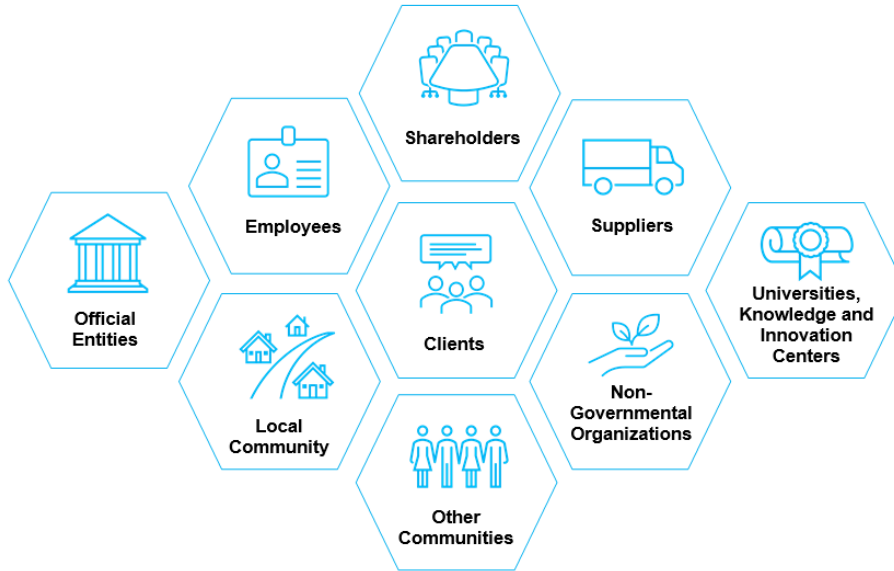 Shareholders
Employees
Suppliers
Official
Entities
Clients
Universities,
Knowledge and
Innovation
Centers
Local
Community
Non-
Governmental
Organizations
Other
Communities